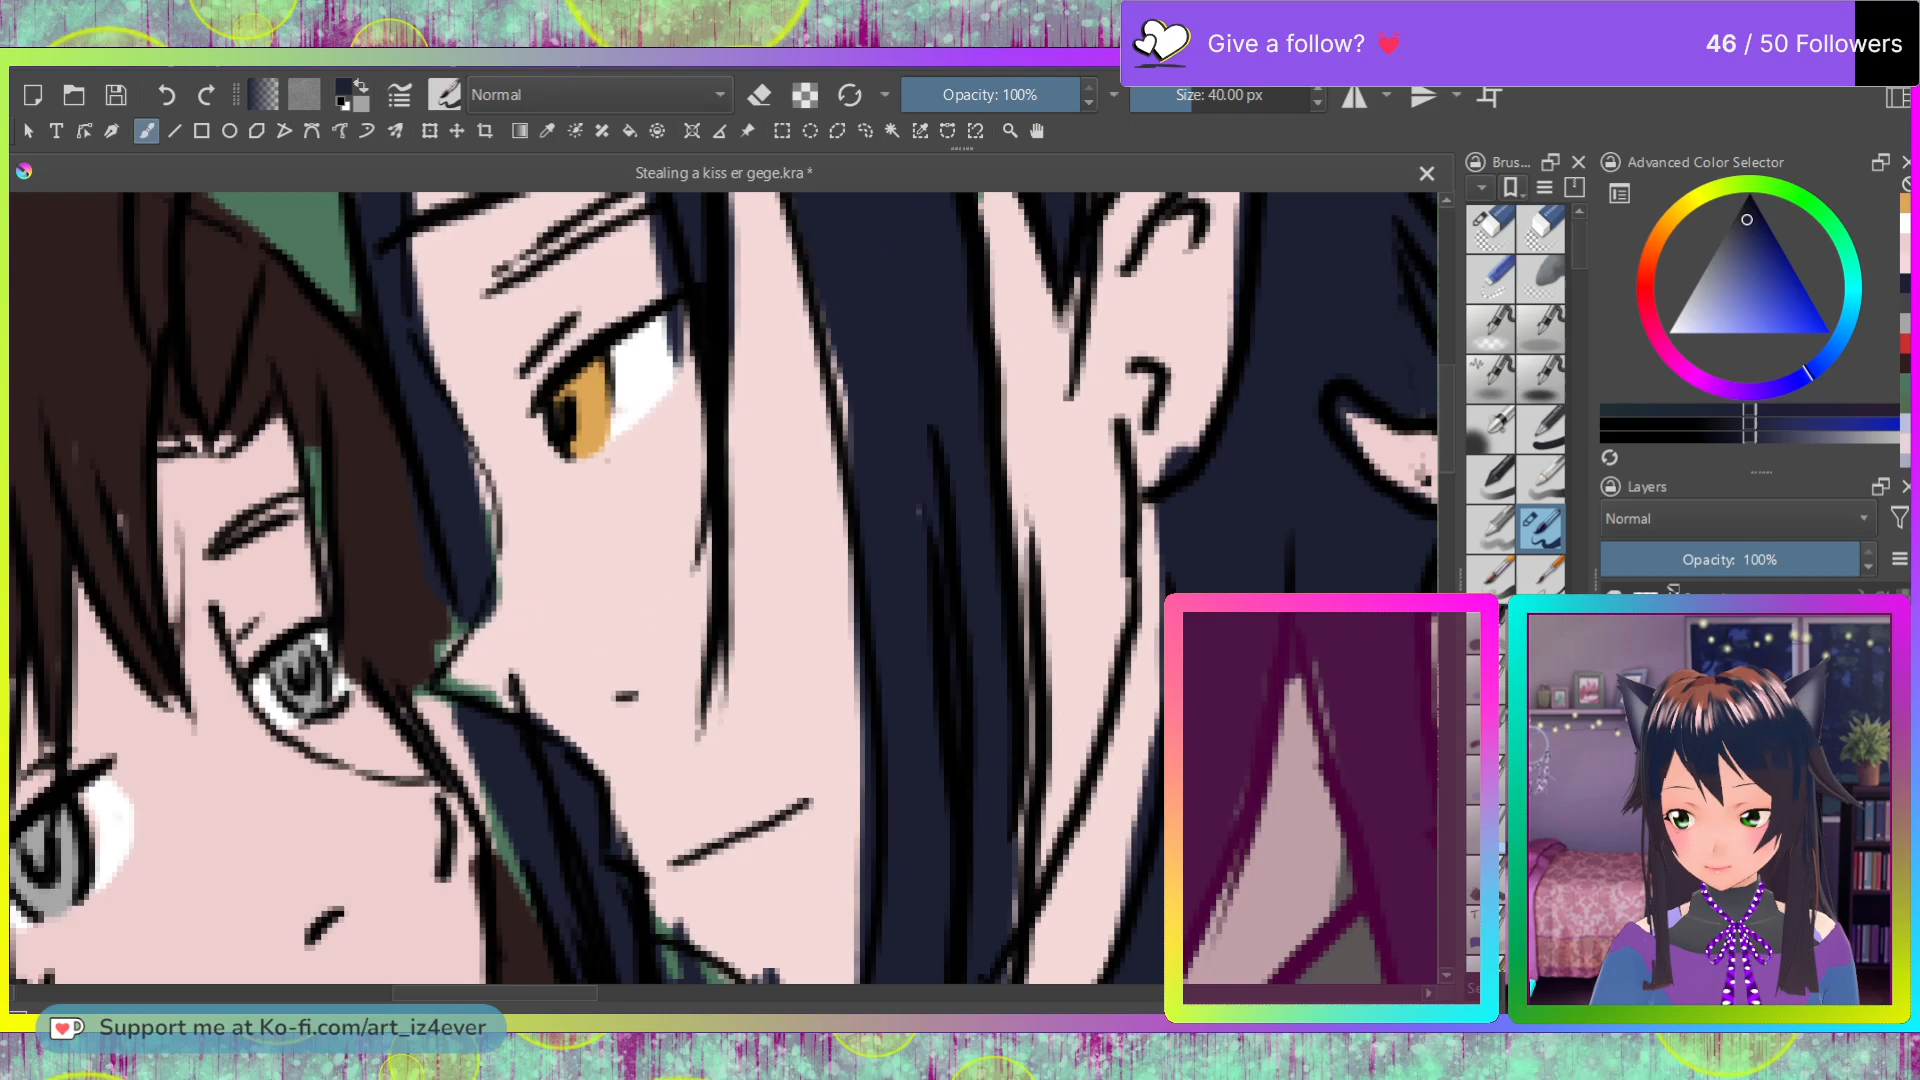 Give a follow?
46 / 50 Followers
Normal
Opacity: 100%
Size: 40.00 px
Stealing a kiss er gege.kra *
Brus...
Advanced Color Selector
Layers
Normal
Opacity: 100%
Support me at Ko-fi.com/art_iz4ever